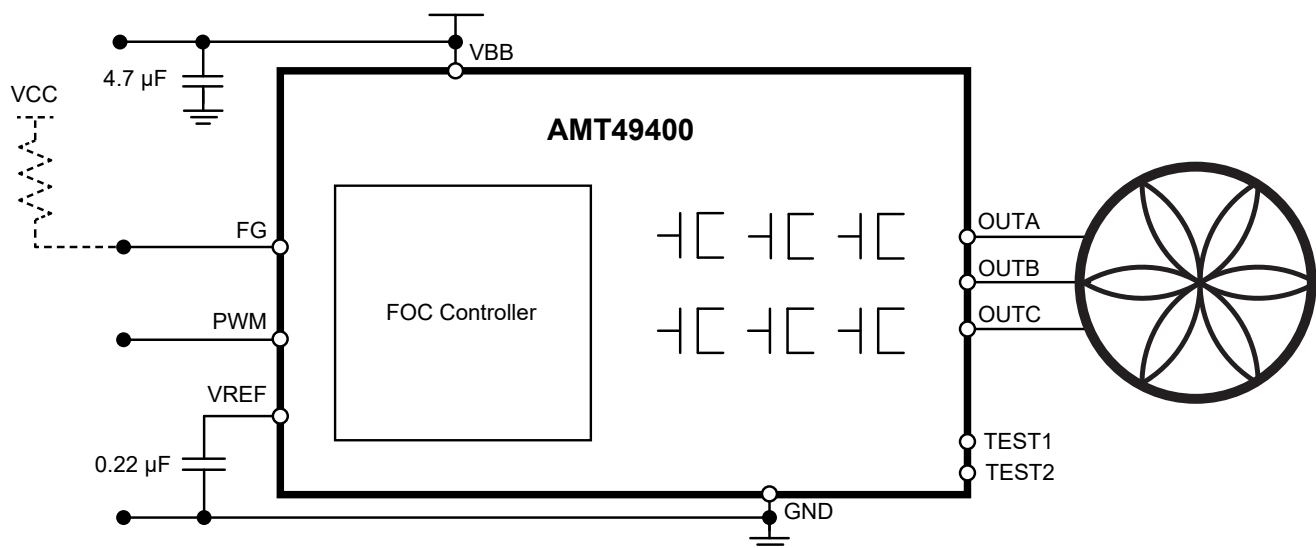 VBB
4.7 µF
VCC
AMT49400
FG
OUTA
OUTB
PWM
FOC Controller
OUTC
VREF
TEST1
0.22 µF
TEST2
GND